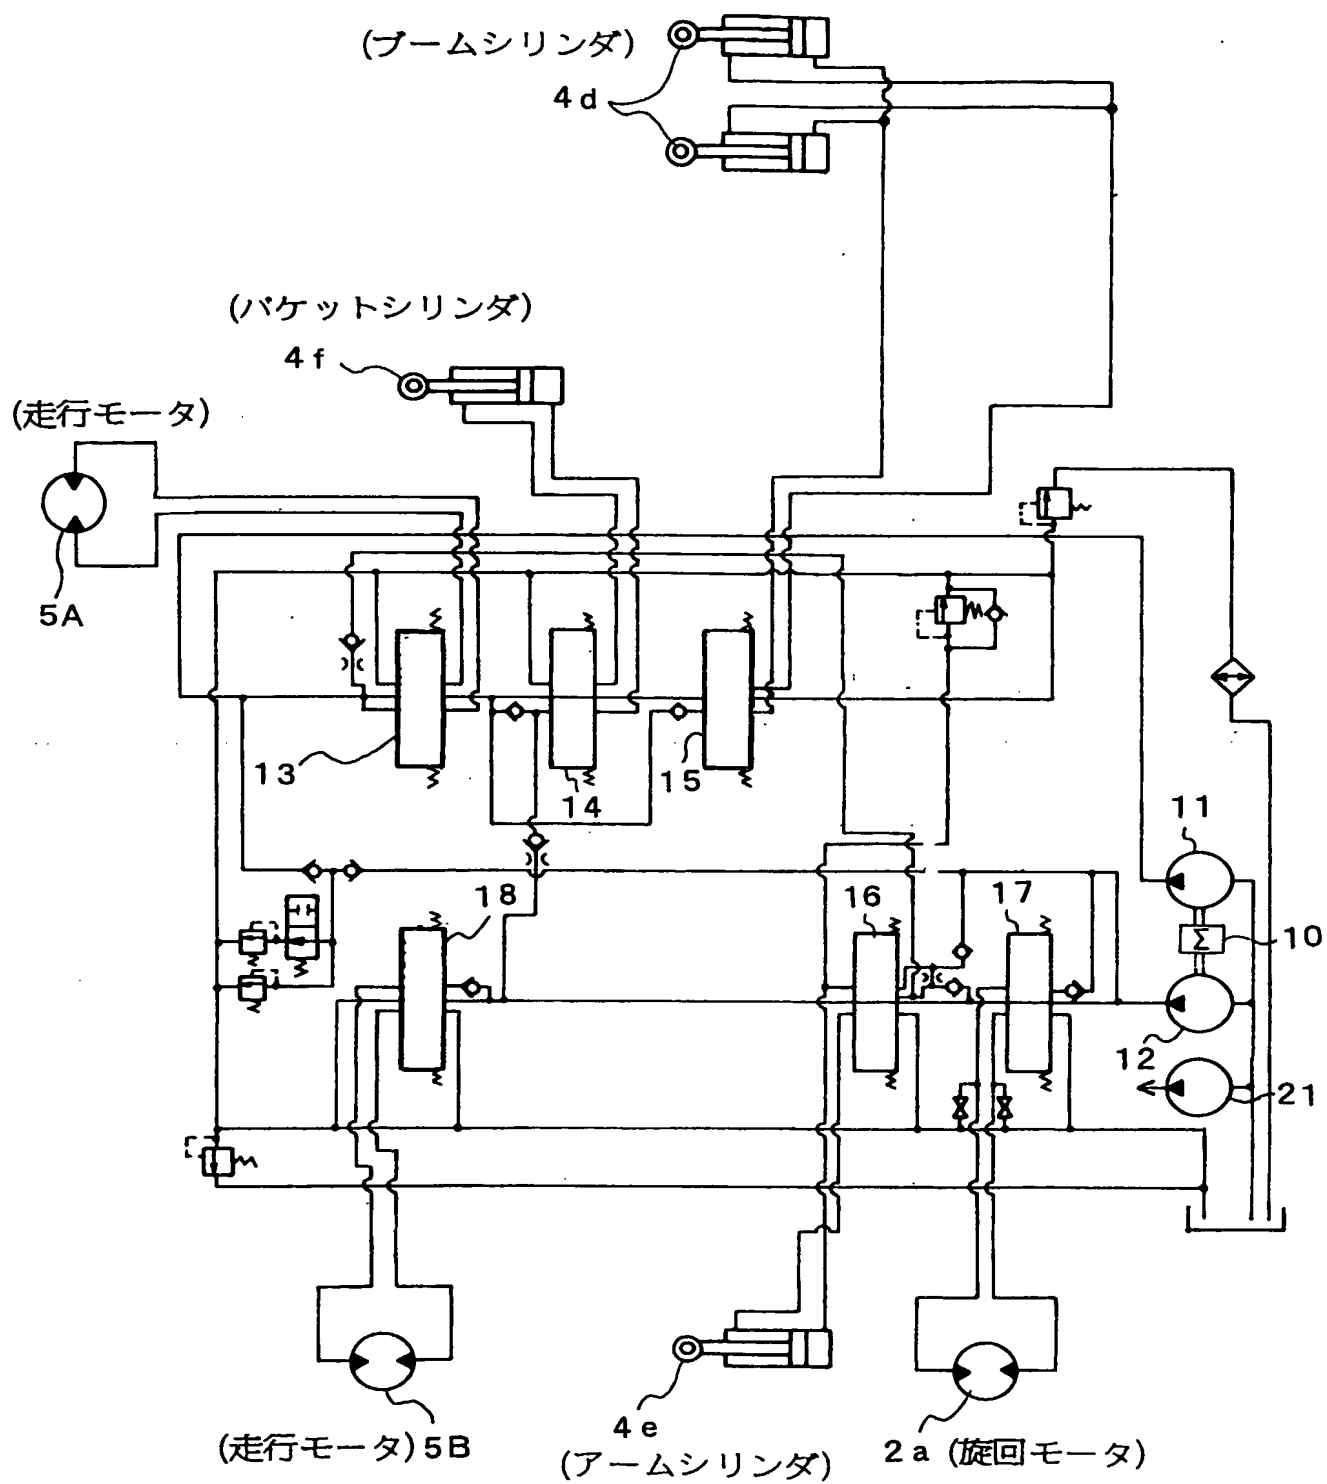 (ブームシリンダ)
4d
(バケットシリンダ)
4f
(走行モータ)
5A
13
14
15
11
18
16
17
10
12
21
(走行モータ) 5B
4e
(アームシリンダ)
2a (旋回モータ)